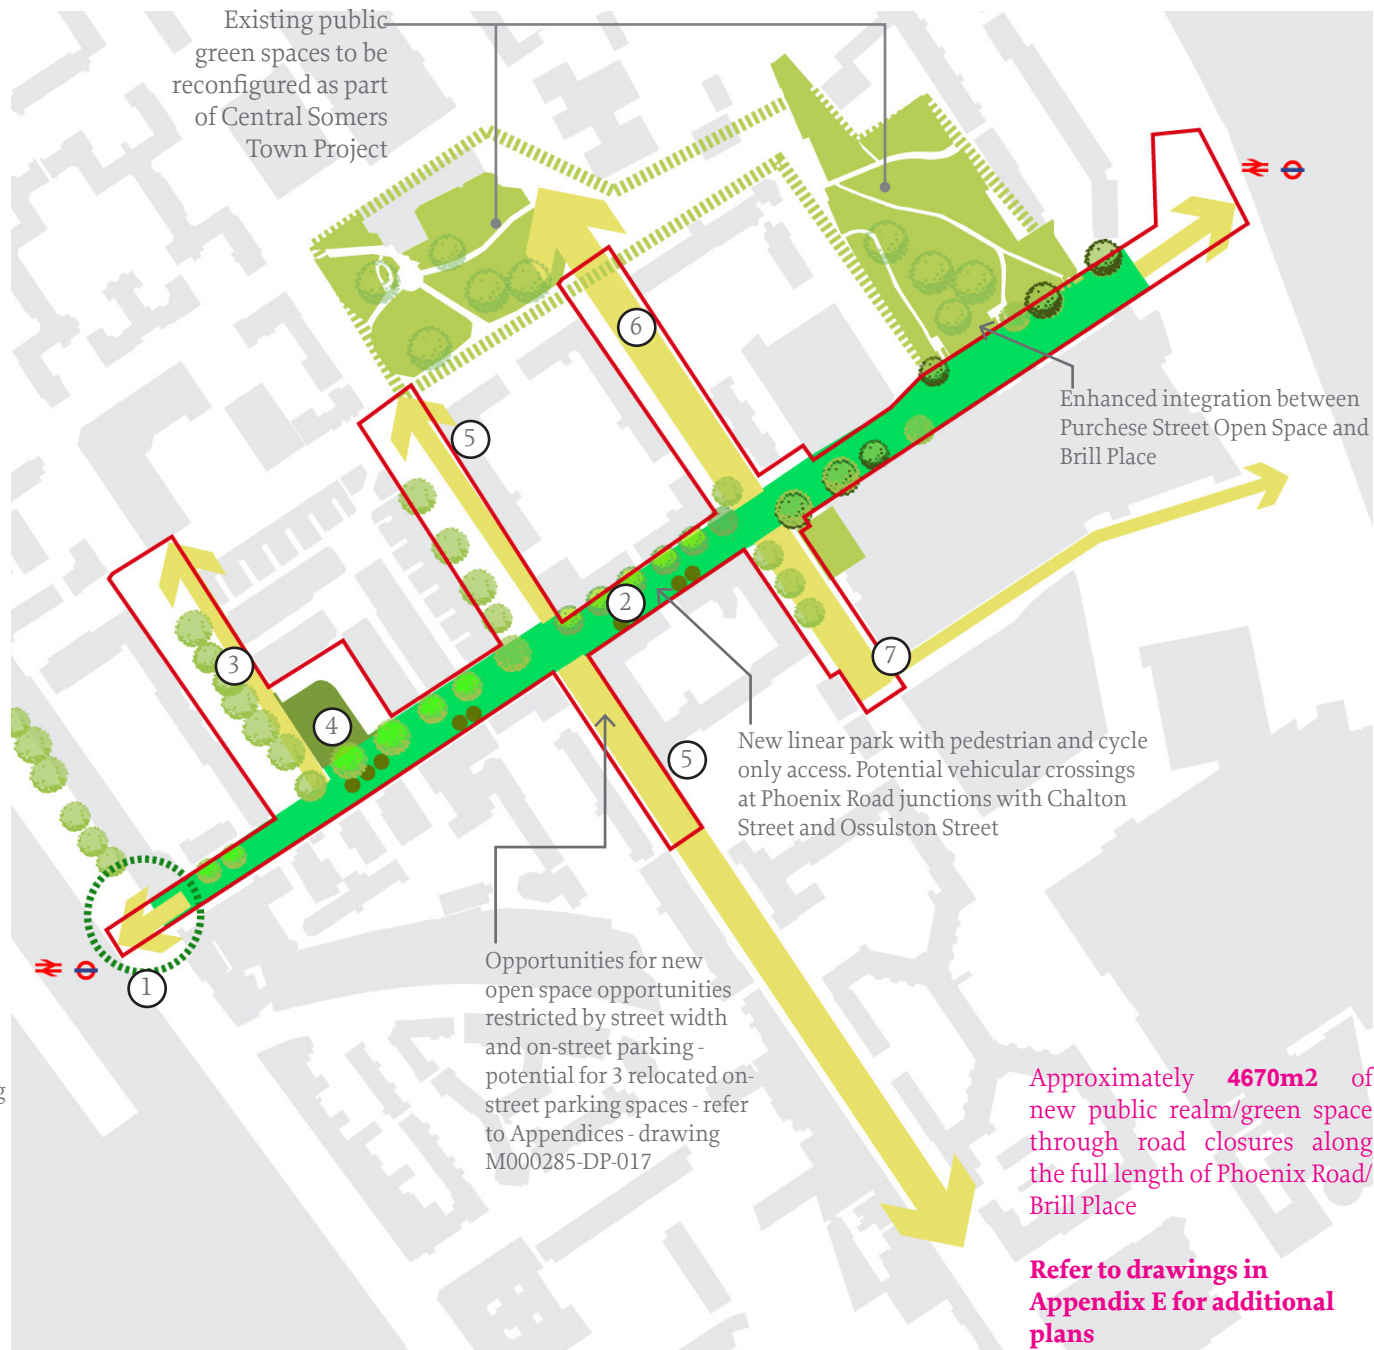 Existing public
green spaces to be
reconfigured as part
of Central Somers
Town Project
6
Enhanced integration between
Purchese Street Open Space and
Brill Place
5
2
3
7
4
New linear park with pedestrian and cycle
only access. Potential vehicular crossings
at Phoenix Road junctions with Chalton
Street and Ossulston Street
5
1
Opportunities for new
open space opportunities
restricted by street width
and on-street parking -
potential for 3 relocated on-
street parking spaces - refer
to Appendices - drawing
M000285-DP-017
g
Approximately 4670m2 of
new public realm/green space
through road closures along
the full length of Phoenix Road/
Brill Place
Refer to drawings in
Appendix E for additional
plans